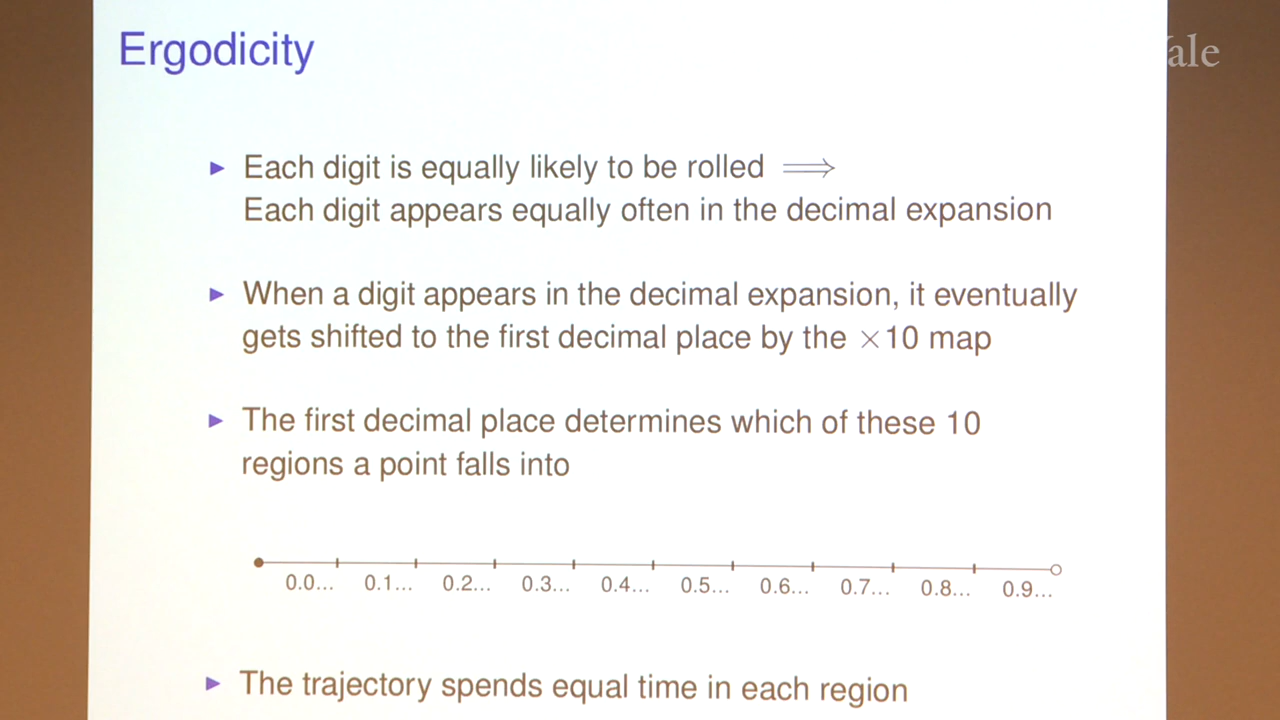 Ergodicity
ale
► Each digit is equally likely to be rolled ⟹
Each digit appears equally often in the decimal expansion
► When a digit appears in the decimal expansion, it eventually
gets shifted to the first decimal place by the ×10 map
► The first decimal place determines which of these 10
regions a point falls into
0.0... 0.1... 0.2... 0.3... 0.4... 0.5... 0.6... 0.7... 0.8... 0.9...
► The trajectory spends equal time in each region